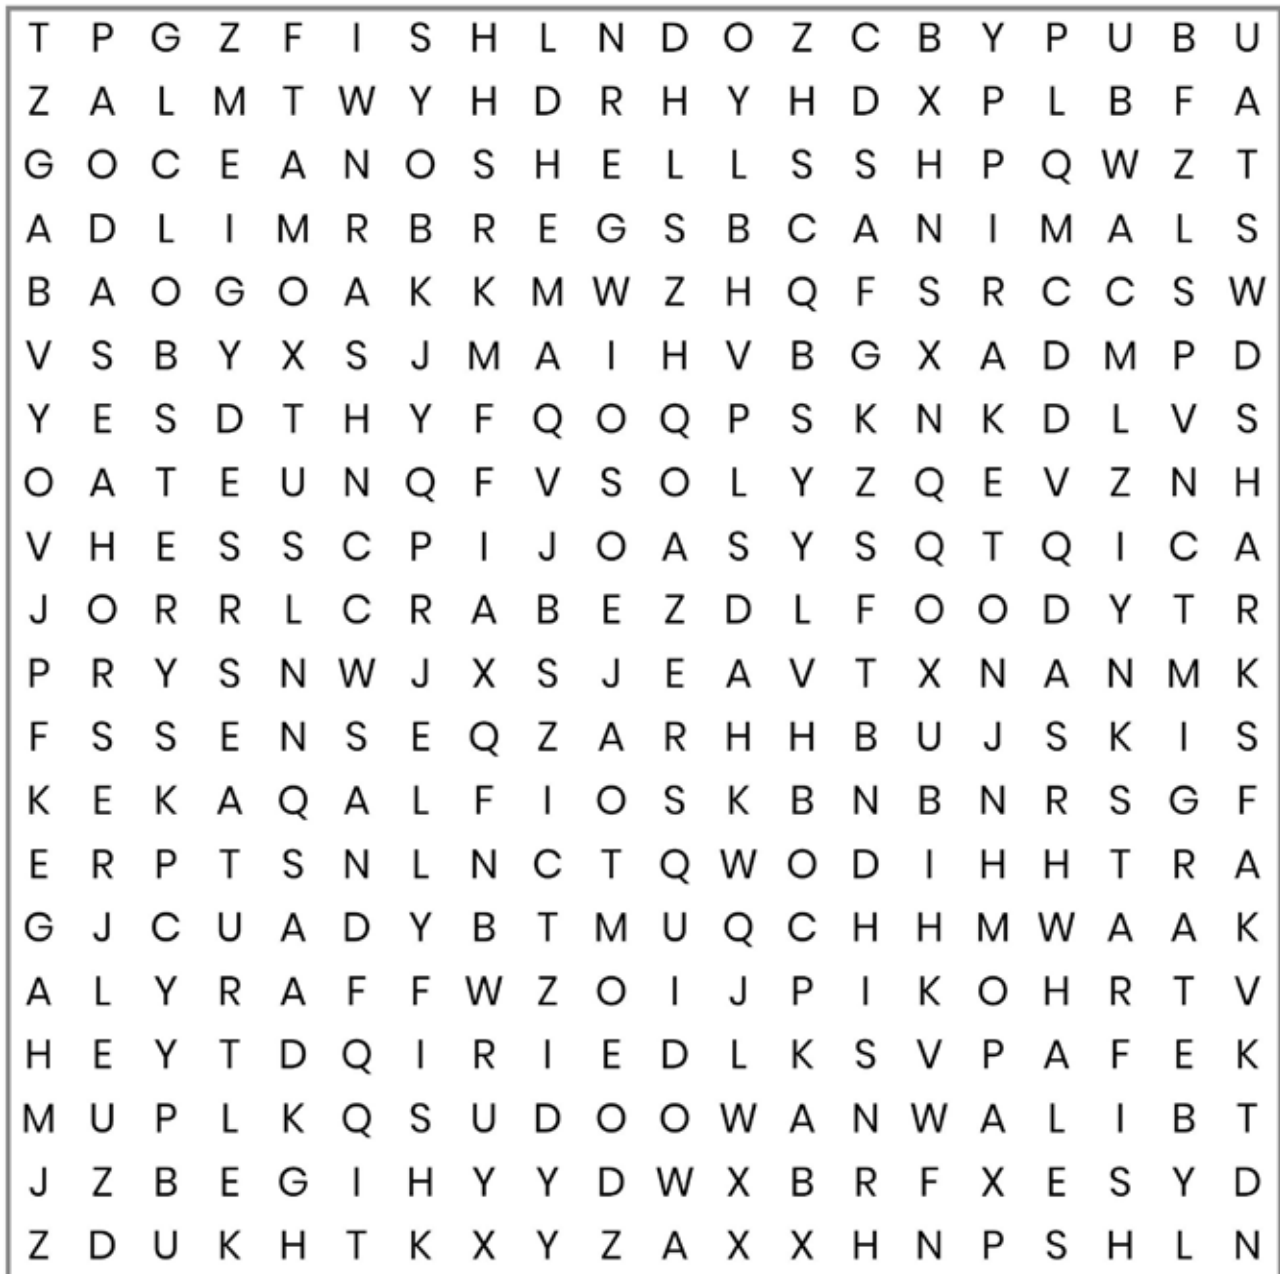 T P G Z F I S H L N D O Z C B Y P U B U
Z A L M T W Y H D R H Y H D X P L B F A
G O C E A N O S H E L L S S H P Q W Z T
A D L I M R B R E G S B C A N I M A L S
B A O G O A K K M W Z H Q F S R C C S W
V S B Y X S J M A I H V B G X A D M P D
Y E S D T H Y F Q O Q P S K N K D L V S
O A T E U N Q F V S O L Y Z Q E V Z N H
V H E S S C P I J O A S Y S Q T Q I C A
J O R R L C R A B E Z D L F O O D Y T R
P R Y S N W J X S J E A V T X N A N M K
F S S E N S E Q Z A R H H B U J S K I S
K E K A Q A L F I O S K B N B N R S G F
E R P T S N L N C T Q W O D I H H T R A
G J C U A D Y B T M U Q C H H M W A A K
A L Y R A F F W Z O I J P I K O H R T V
H E Y T D Q I R I E D L K S V P A F E K
M U P L K Q S U D O O W A N W A L I B T
J Z B E G I H Y Y D W X B R F X E S Y D
Z D U K H T K X Y Z A X X H N P S H L N